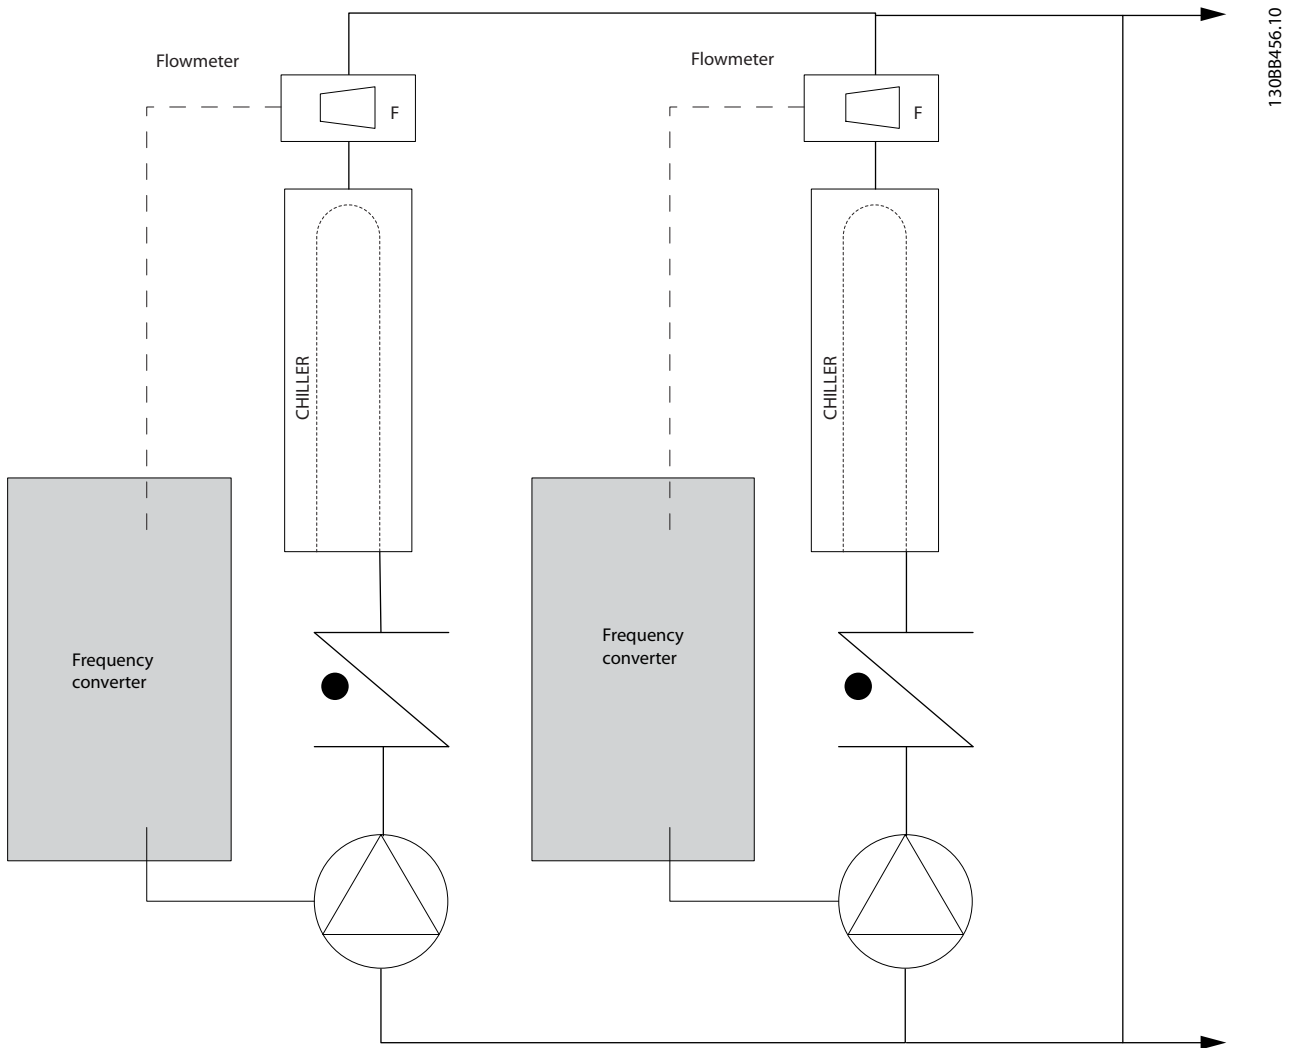 130BB456.10
Flowmeter
Flowmeter
F
F
CHILLER
CHILLER
Frequency
converter
Frequency
converter